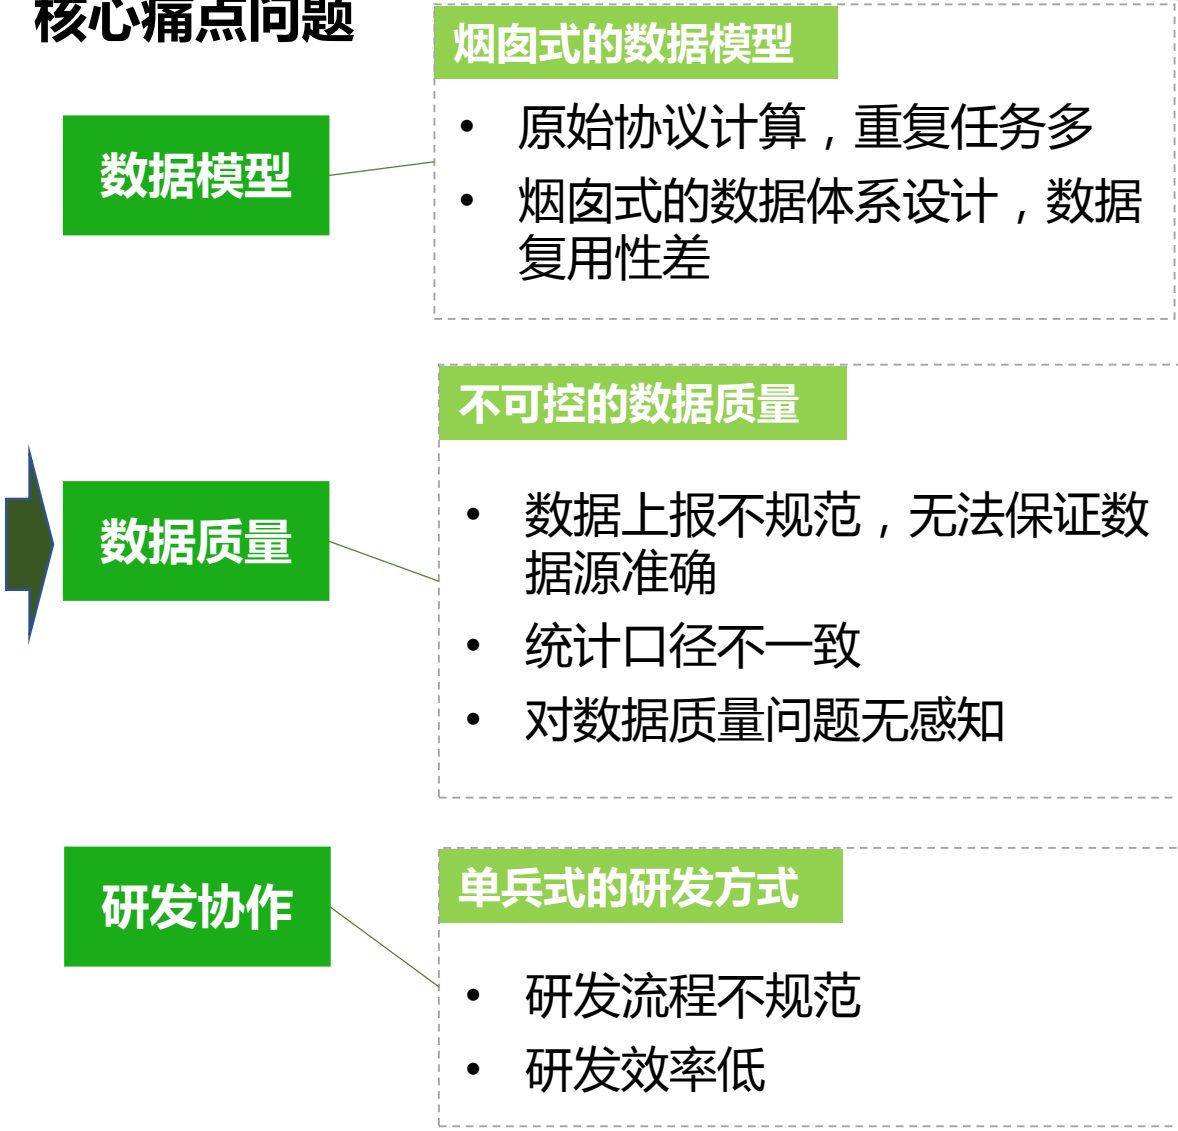 核心痛点问题
烟囱式的数据模型
• 原始协议计算，重复任务多
数据模型
• 烟囱式的数据体系设计，数据
复用性差
不可控的数据质量
• 数据上报不规范，无法保证数
据源准确
数据质量
• 统计口径不一致
• 对数据质量问题无感知
单兵式的研发方式
研发协作
• 研发流程不规范
• 研发效率低